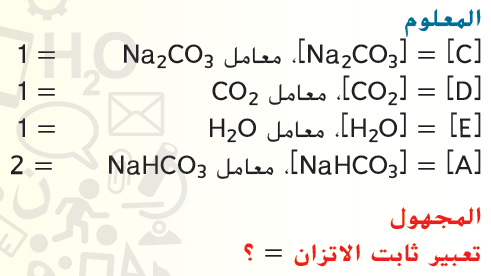 المعلوم
[C] = [Na₂CO₃]، معامل Na₂CO₃ = 1
[D] = [CO₂]، معامل CO₂ = 1
[E] = [H₂O]، معامل H₂O = 1
[A] = [NaHCO₃]، معامل NaHCO₃ = 2
المجهول
تعبير ثابت الاتزان = ؟